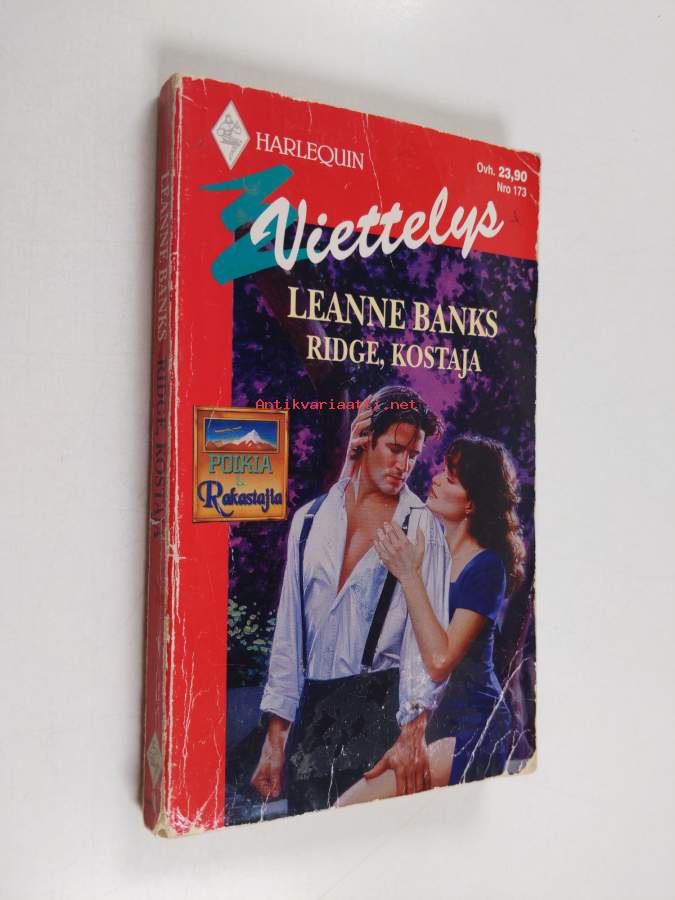 HARLEQUIN
Ovh. 23,90
Nro 173
Viettelys
LEANNE BANKS
RIDGE, KOSTAJA
Antikvariaatti.net
POIKIA
&
Rakastajia
LEANNE BANKS RIDGE, KOSTAJA